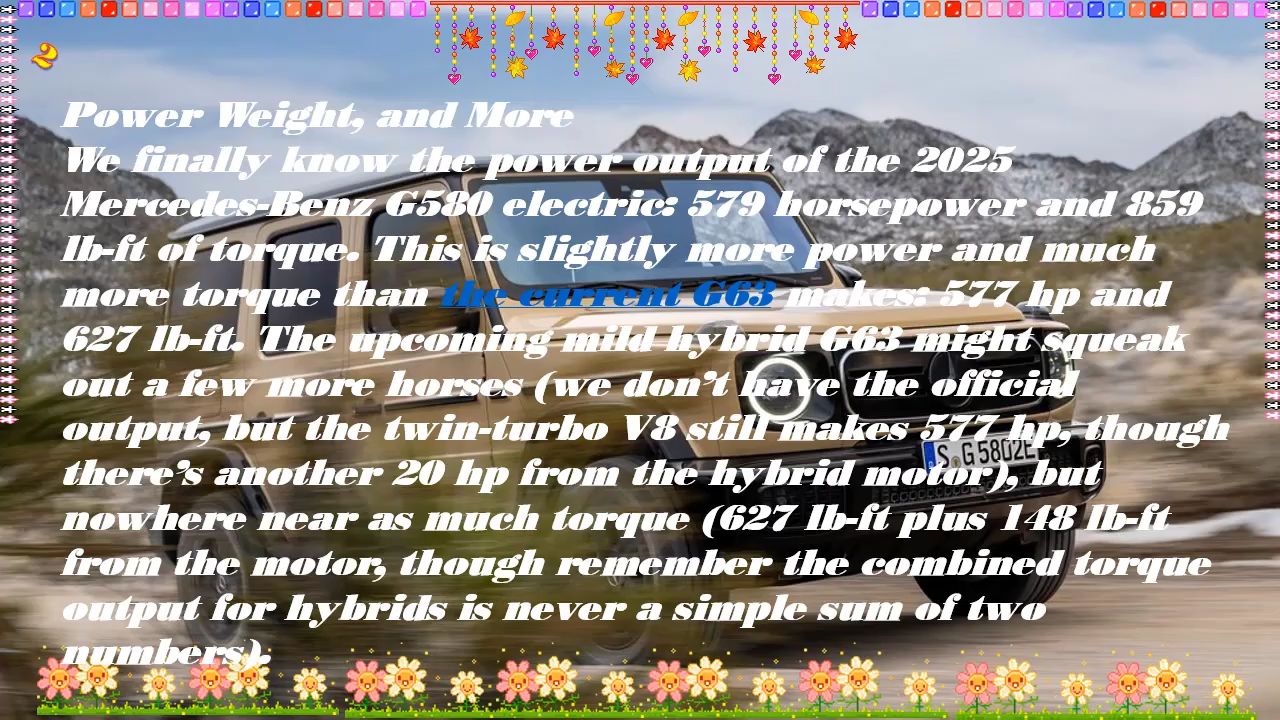 2
Power Weight, and More
We finally know the power output of the 2025
Mercedes-Benz G580 electric: 579 horsepower and 859
lb-ft of torque. This is slightly more power and much
more torque than the current G63 makes: 577 hp and
627 lb-ft. The upcoming mild hybrid G63 might squeak
out a few more horses (we don't have the official
output, but the twin-turbo V8 still makes 577 hp, though
there's another 20 hp from the hybrid motor), but
nowhere near as much torque (627 lb-ft plus 148 lb-ft
from the motor, though remember the combined torque
output for hybrids is never a simple sum of two
numbers).
S G 5802E